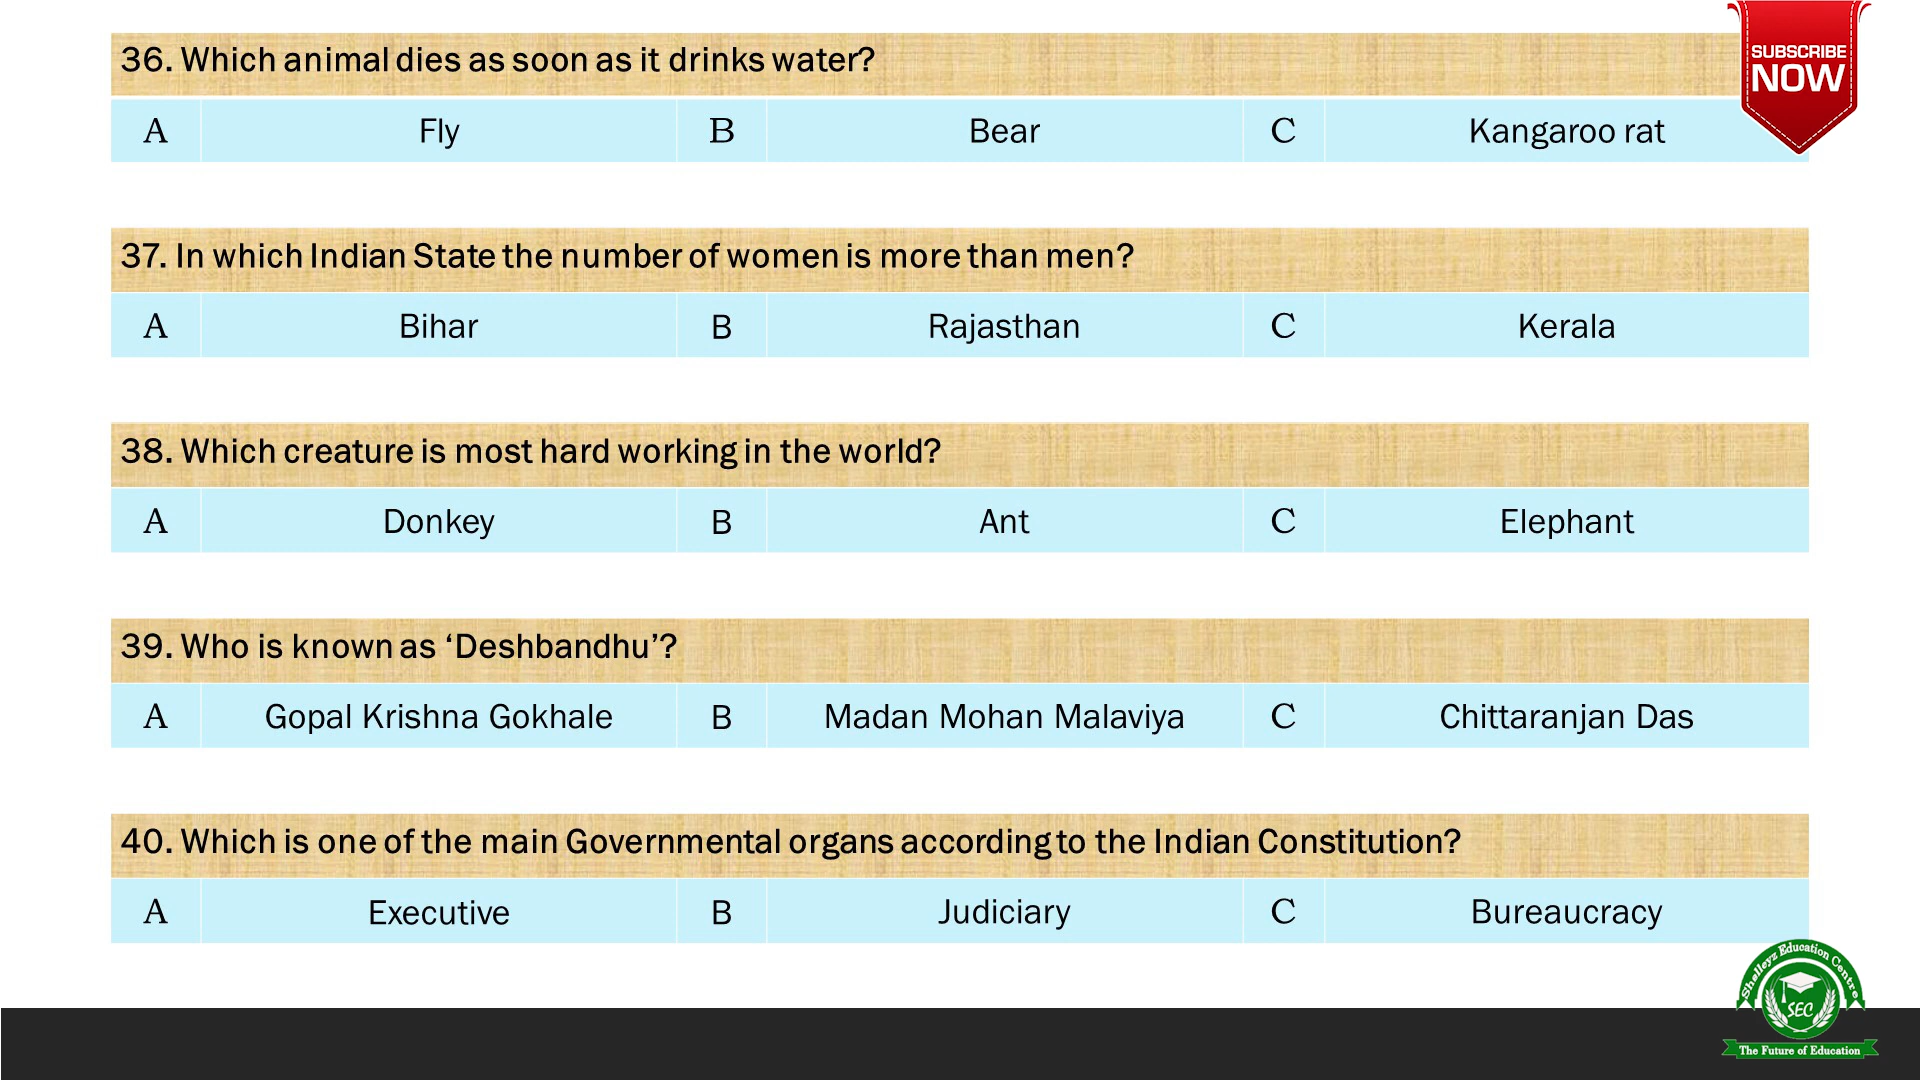 36. Which animal dies as soon as it drinks water?
SUBSCRIBE
NOW
A Fly B Bear C Kangaroo rat
37. In which Indian State the number of women is more than men?
A Bihar B Rajasthan C Kerala
38. Which creature is most hard working in the world?
A Donkey B Ant C Elephant
39. Who is known as ‘Deshbandhu’?
A Gopal Krishna Gokhale B Madan Mohan Malaviya C Chittaranjan Das
40. Which is one of the main Governmental organs according to the Indian Constitution?
A Executive B Judiciary C Bureaucracy
Shalleyz Education Centre
SEC
The Future of Education